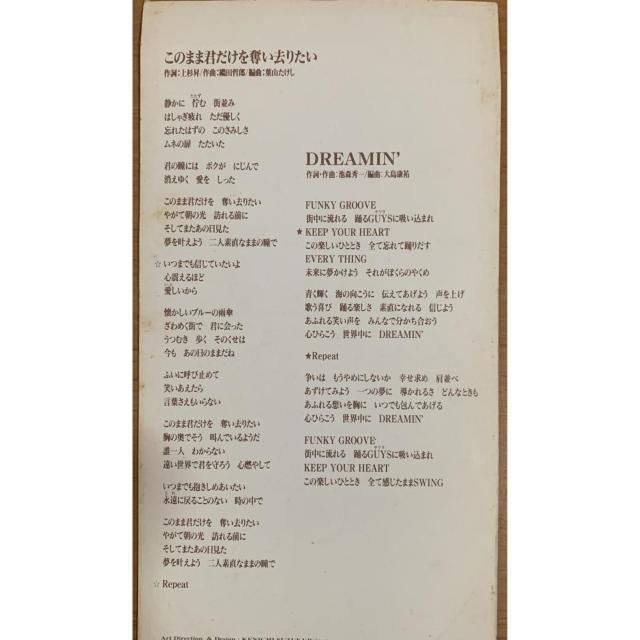 このまま君だけを奪い去りたい
作詞:上杉昇/作曲:織田哲郎/編曲:葉山たけし
静かに 佇む 街並み
はしゃぎ疲れ ただ優しく
忘れたはずの このさみしさ
ムネの扉 たたいた
君の瞳には ボクが にじんで
消えゆく 愛を しった
このまま君だけを 奪い去りたい
やがて朝の光 訪れる前に
そしてまたあの日見た
夢を叶えよう 二人素直なままの瞳で
☆いつまでも信じていたいよ
心震えるほど
愛しいから
懐かしいブルーの雨傘
ざわめく街で 君に会った
うつむき 歩く そのくせは
今も あの日のままだね
ふいに呼び止めて
笑いあえたら
言葉さえもいらない
このまま君だけを 奪い去りたい
胸の奥でそう 叫んでいるようだ
誰一人 わからない
遠い世界で君を守ろう 心燃やして
いつまでも抱きしめあいたい
永遠に戻ることのない 時の中で
このまま君だけを 奪い去りたい
やがて朝の光 訪れる前に
そしてまたあの日見た
夢を叶えよう 二人素直なままの瞳で
☆Repeat
DREAMIN'
作詞・作曲:池森秀一/編曲:大島康祐
FUNKY GROOVE
街中に流れる 踊るGUYSに吸い込まれ
★KEEP YOUR HEART
この楽しいひととき 全て忘れて踊りだす
EVERY THING
未来に夢かけよう それがぼくらのやくめ
青く輝く 海の向こうに 伝えてあげよう 声を上げ
歌う喜び 踊る楽しさ 素直になれる 信じよう
あふれる笑い声を みんなで分かち合おう
心ひらこう 世界中に DREAMIN'
★Repeat
争いは もうやめにしないか 幸せ求め 肩並べ
あずけてみよう 一つの夢に 導かれるさ どんなときも
あふれる想いを胸に いつでも包んであげる
心ひらこう 世界中に DREAMIN'
FUNKY GROOVE
街中に流れる 踊るGUYSに吸い込まれ
KEEP YOUR HEART
この楽しいひととき 全て感じたままSWING
Art Direction & Design : KENICHI